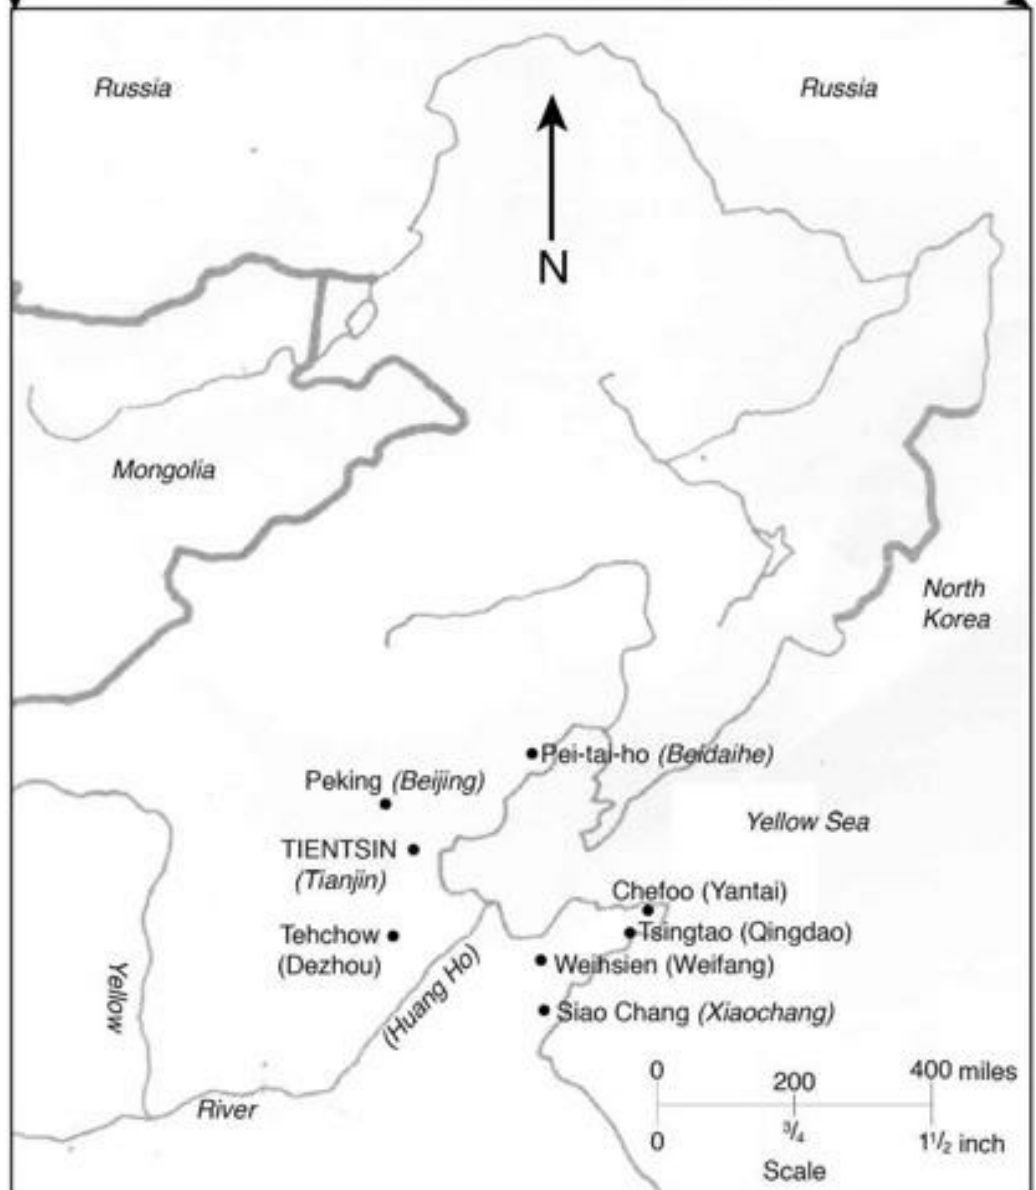 Russia
Russia
N
Mongolia
North
Korea
Pei-tai-ho (Beidaihe)
Peking (Beijing)
Yellow Sea
TIENTSIN
(Tianjin)
Chefoo (Yantai)
Tsingtao (Qingdao)
Tehchow
(Dezhou)
Weihsien (Weifang)
Yellow
(Huang Ho)
Siao Chang (Xiaochang)
River
0 200 400 miles
0 3/4 1 1/2 inch
Scale